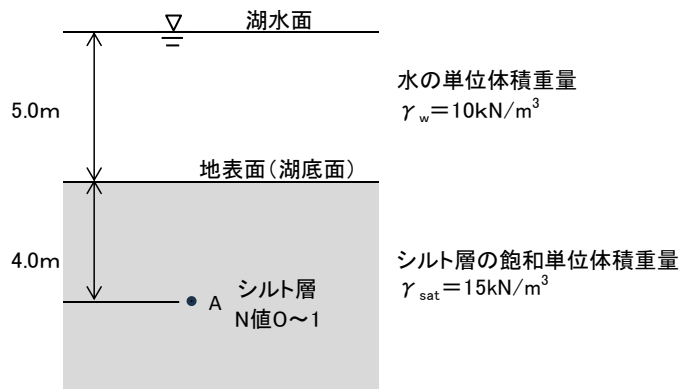 湖水面
5.0m
水の単位体積重量
γw=10kN/m³
地表面(湖底面)
4.0m
シルト層の飽和単位体積重量
γsat=15kN/m³
A シルト層
N値0~1